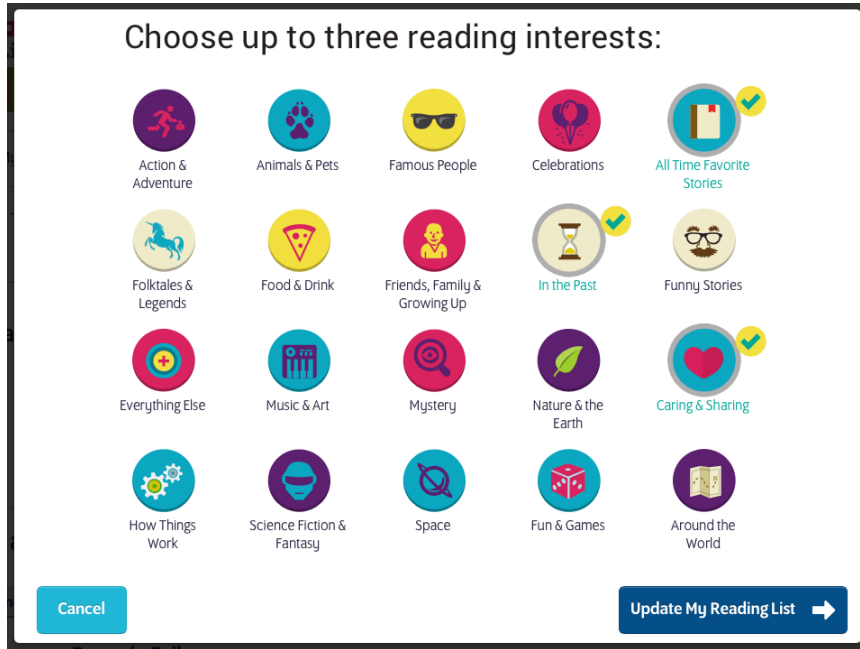 Choose up to three reading interests:
Action &
Adventure
Animals & Pets
Famous People
Celebrations
All Time Favorite
Stories
Folktales &
Legends
Food & Drink
Friends, Family &
Growing Up
In the Past
Funny Stories
Everything Else
Music & Art
Mystery
Nature & the
Earth
Caring & Sharing
How Things
Work
Science Fiction &
Fantasy
Space
Fun & Games
Around the
World
Cancel
Update My Reading List